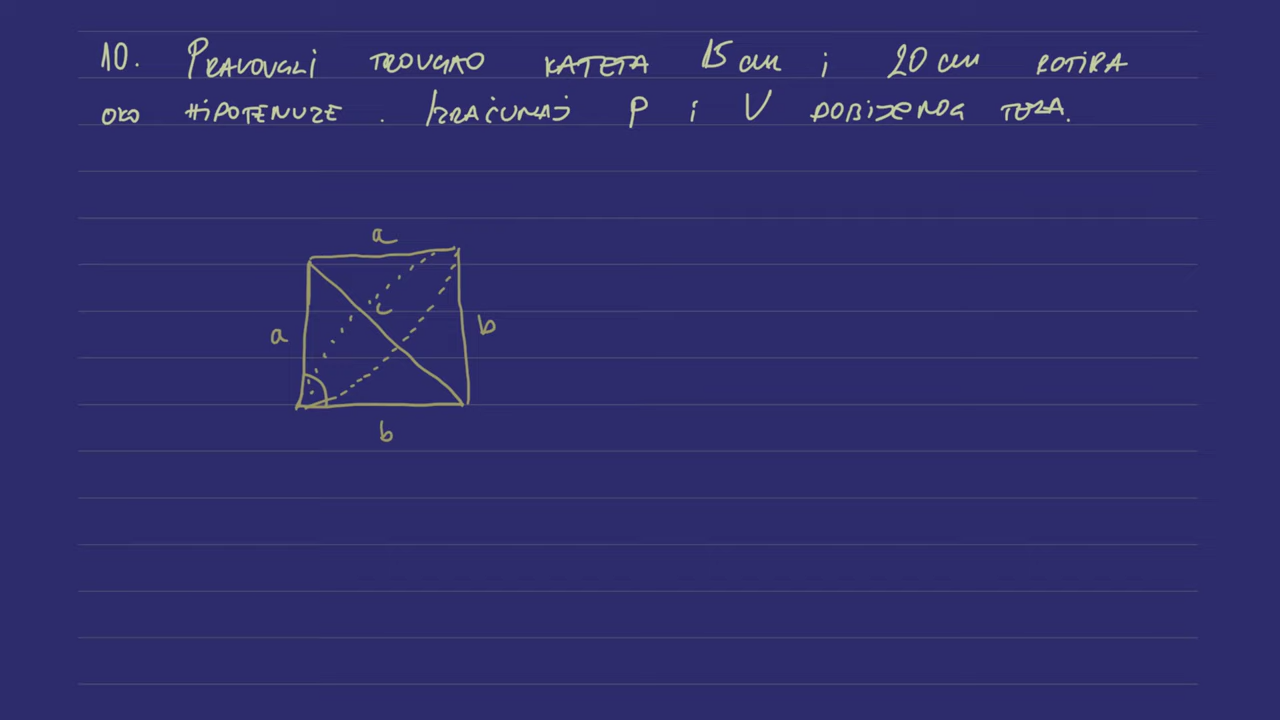 10. PRAVOUGLI TROUGAO KATETA 15 cm i 20 cm ROTIRA
OKO HIPOTENUZE. IZRAČUNAJ P i V DOBIJENOG TELA.
a
c
a
b
b